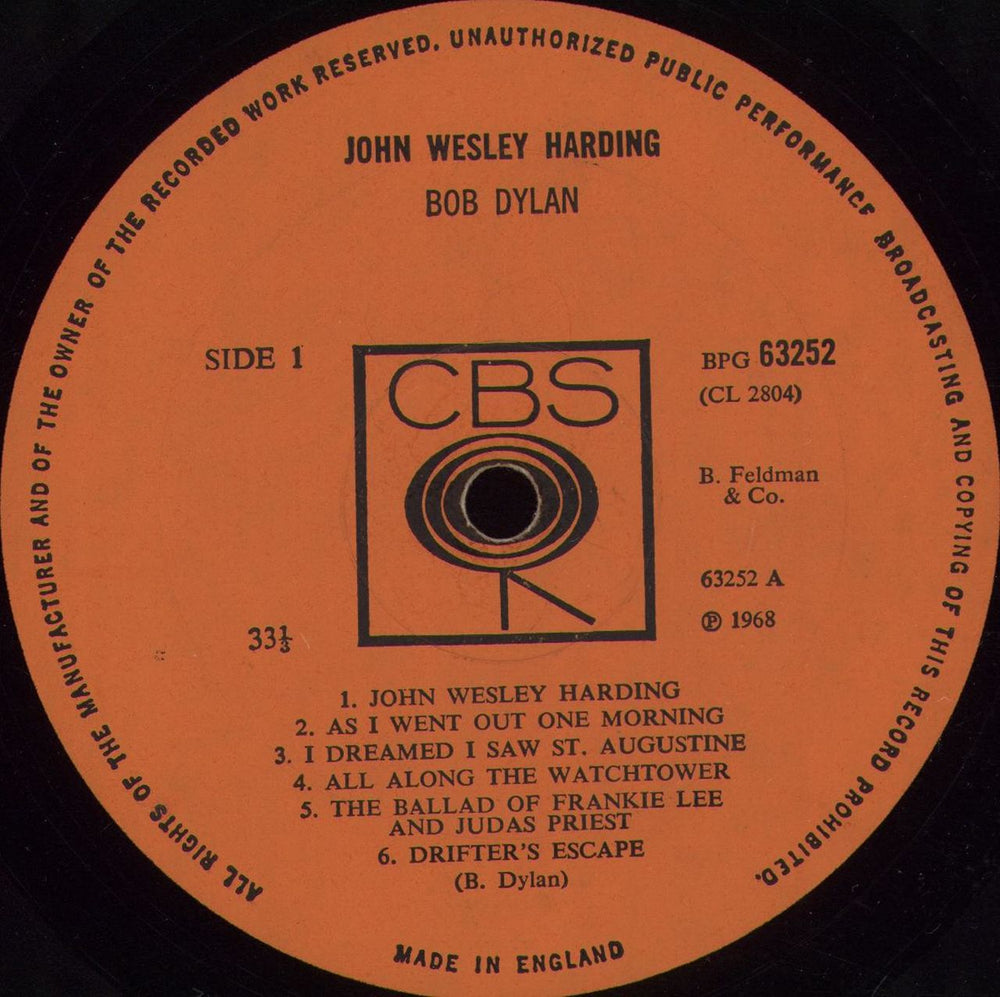 ALL RIGHTS OF THE MANUFACTURER AND OF THE OWNER OF THE RECORDED WORK RESERVED. UNAUTHORIZED PUBLIC PERFORMANCE BROADCASTING AND COPYING OF THIS RECORD PROHIBITED.
JOHN WESLEY HARDING
BOB DYLAN
SIDE 1
CBS
BPG 63252
(CL 2804)
B. Feldman
& Co.
63252 A
℗ 1968
33⅓
1. JOHN WESLEY HARDING
2. AS I WENT OUT ONE MORNING
3. I DREAMED I SAW ST. AUGUSTINE
4. ALL ALONG THE WATCHTOWER
5. THE BALLAD OF FRANKIE LEE
AND JUDAS PRIEST
6. DRIFTER'S ESCAPE
(B. Dylan)
MADE IN ENGLAND